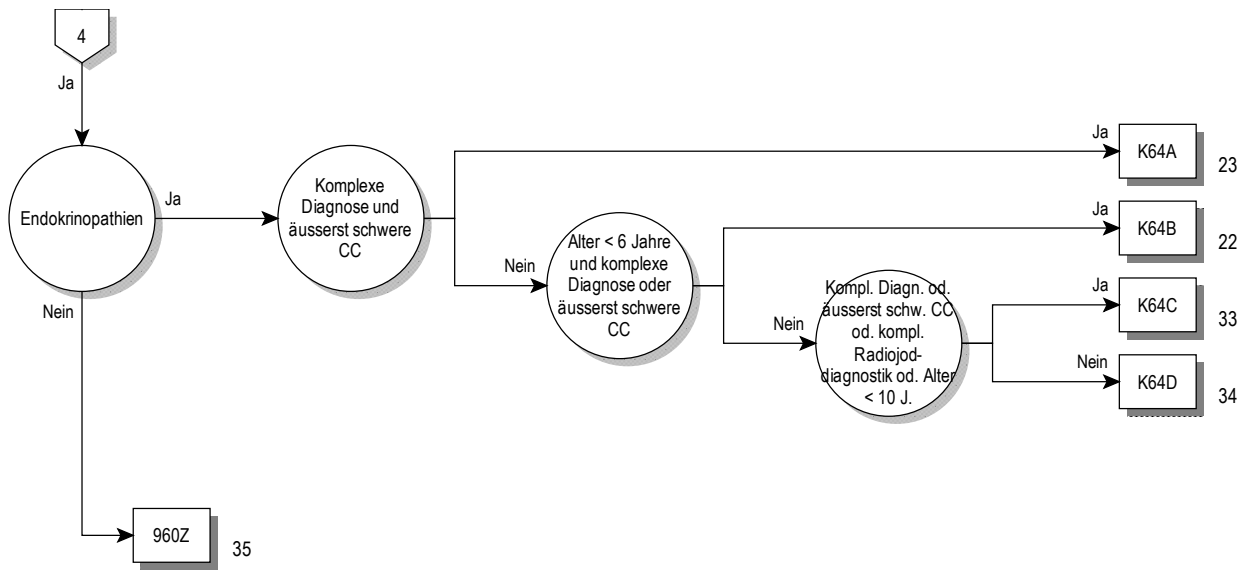 4
Ja
Endokrinopathien
Ja
Nein
Komplexe
Diagnose und
äusserst schwere
CC
Nein
Alter < 6 Jahre
und komplexe
Diagnose oder
äusserst schwere
CC
Nein
Kompl. Diagn. od.
äusserst schw. CC
od. kompl.
Radiojod-
diagnostik od. Alter
< 10 J.
Ja
K64A
23
Ja
K64B
22
Ja
K64C
33
Nein
K64D
34
960Z
35